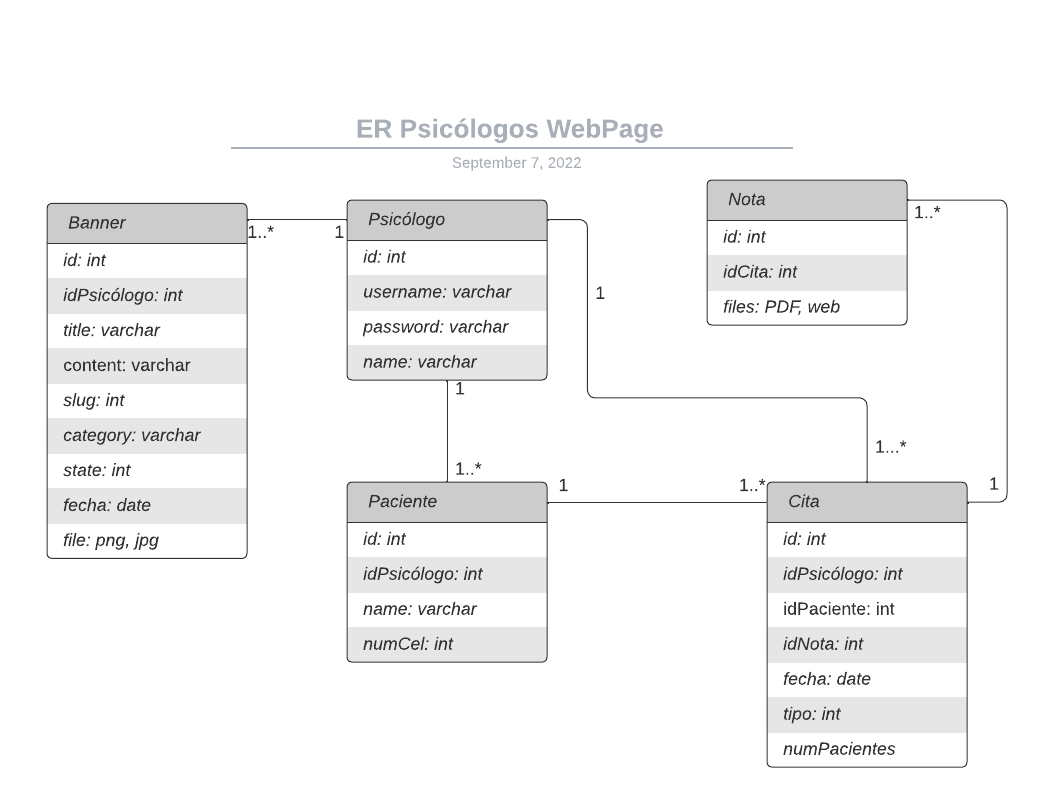 ER Psicólogos WebPage
September 7, 2022
Banner
id: int
idPsicólogo: int
title: varchar
content: varchar
slug: int
category: varchar
state: int
fecha: date
file: png, jpg
1..*
1
Psicólogo
id: int
username: varchar
password: varchar
name: varchar
1
1
1..*
Nota
id: int
idCita: int
files: PDF, web
1..*
1...*
Paciente
id: int
idPsicólogo: int
name: varchar
numCel: int
1
1..*
1
Cita
id: int
idPsicólogo: int
idPaciente: int
idNota: int
fecha: date
tipo: int
numPacientes